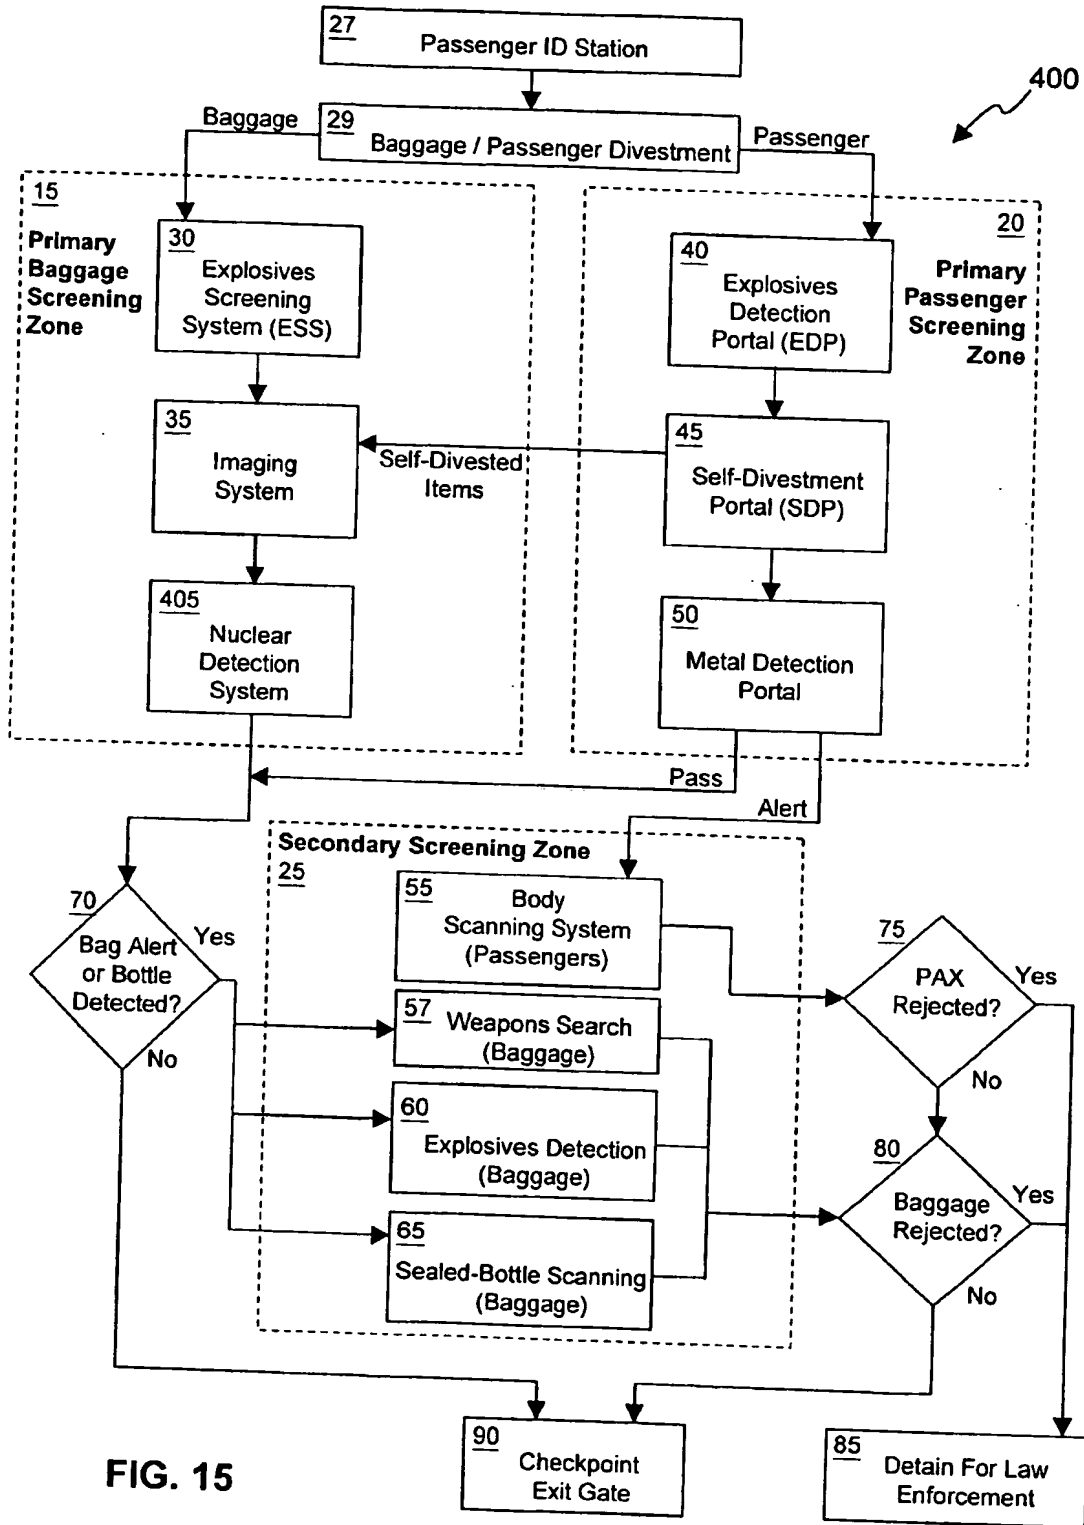 27
Passenger ID Station
400
Baggage
29
Baggage / Passenger Divestment
Passenger
15
Primary
Baggage
Screening
Zone
30
Explosives
Screening
System (ESS)
20
Primary
Passenger
Screening
Zone
40
Explosives
Detection
Portal (EDP)
35
Imaging
System
Self-Divested
Items
45
Self-Divestment
Portal (SDP)
405
Nuclear
Detection
System
50
Metal Detection
Portal
Pass
Alert
Secondary Screening Zone
25
55
Body
Scanning System
(Passengers)
70
Bag Alert
or Bottle
Detected?
Yes
No
75
PAX
Rejected?
Yes
No
57
Weapons Search
(Baggage)
60
Explosives Detection
(Baggage)
80
Baggage
Rejected?
Yes
No
65
Sealed-Bottle Scanning
(Baggage)
90
Checkpoint
Exit Gate
85
Detain For Law
Enforcement
FIG. 15